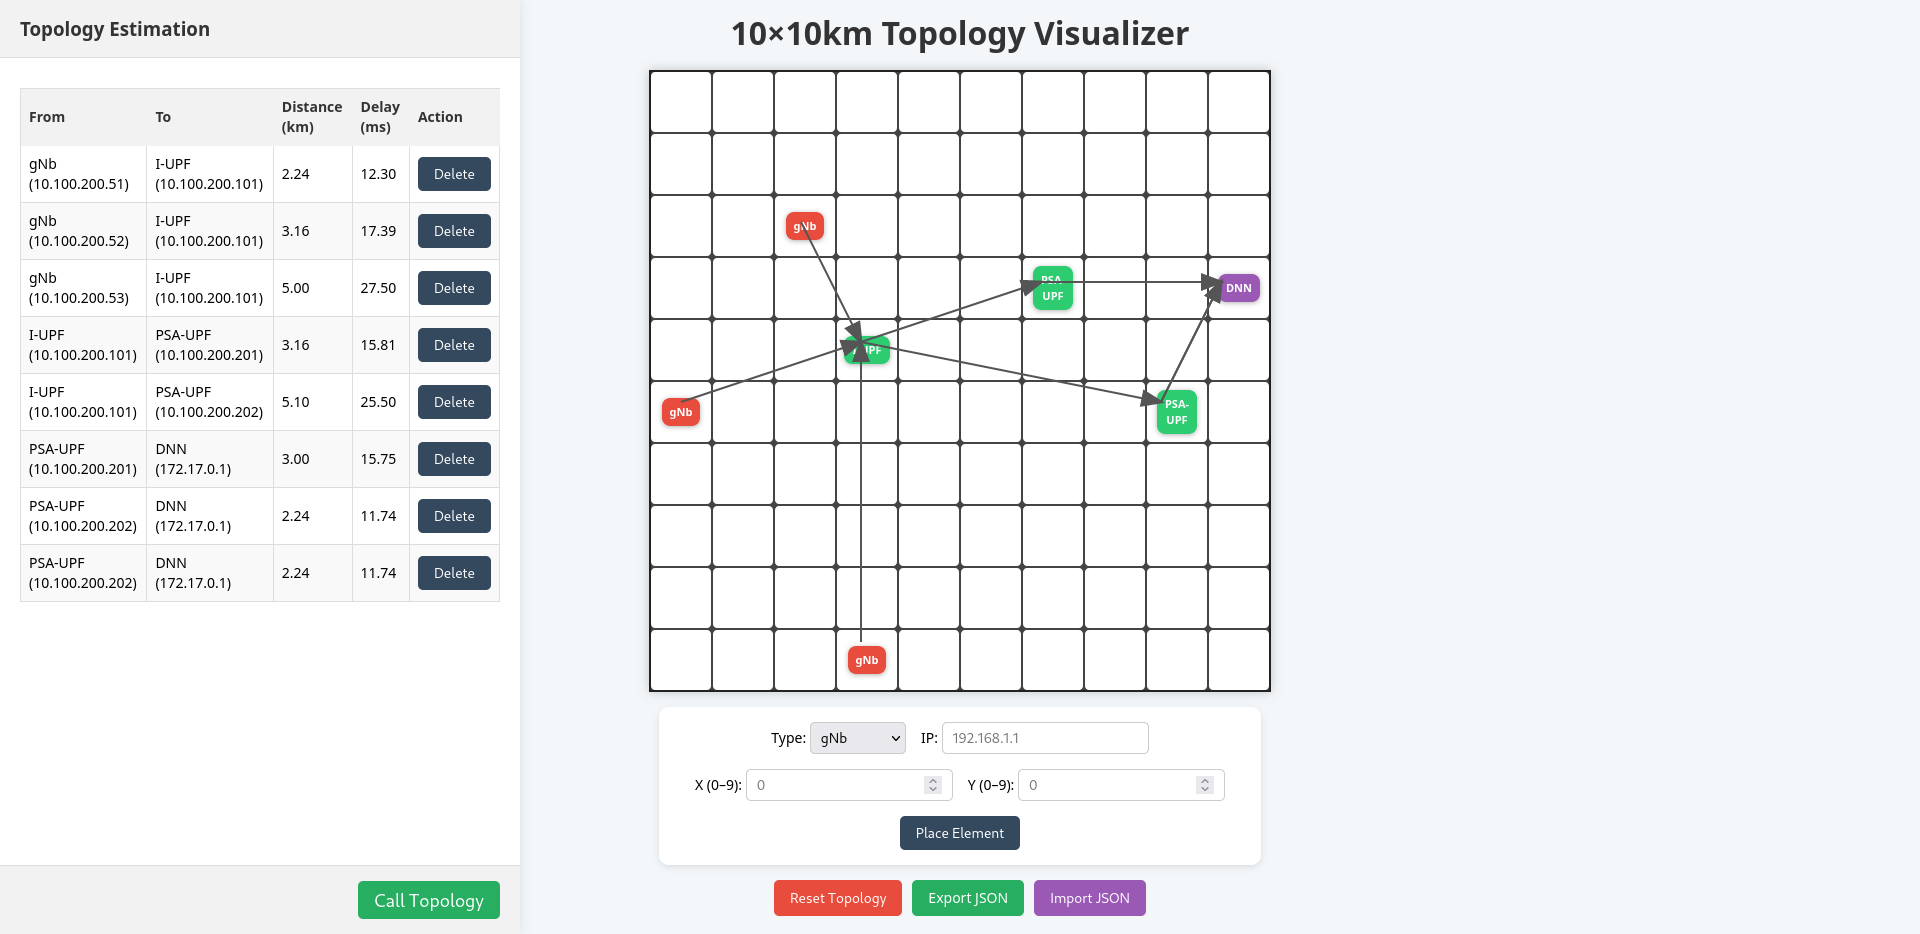 Topology Estimation
From To Distance (km) Delay (ms) Action
gNb (10.100.200.51) I-UPF (10.100.200.101) 2.24 12.30 Delete
gNb (10.100.200.52) I-UPF (10.100.200.101) 3.16 17.39 Delete
gNb (10.100.200.53) I-UPF (10.100.200.101) 5.00 27.50 Delete
I-UPF (10.100.200.101) PSA-UPF (10.100.200.201) 3.16 15.81 Delete
I-UPF (10.100.200.101) PSA-UPF (10.100.200.202) 5.10 25.50 Delete
PSA-UPF (10.100.200.201) DNN (172.17.0.1) 3.00 15.75 Delete
PSA-UPF (10.100.200.202) DNN (172.17.0.1) 2.24 11.74 Delete
PSA-UPF (10.100.200.202) DNN (172.17.0.1) 2.24 11.74 Delete
Call Topology
10×10km Topology Visualizer
gNb
PSA-
UPF
DNN
I-UPF
gNb
PSA-
UPF
gNb
Type: gNb IP: 192.168.1.1
X (0–9): 0 Y (0–9): 0
Place Element
Reset Topology Export JSON Import JSON